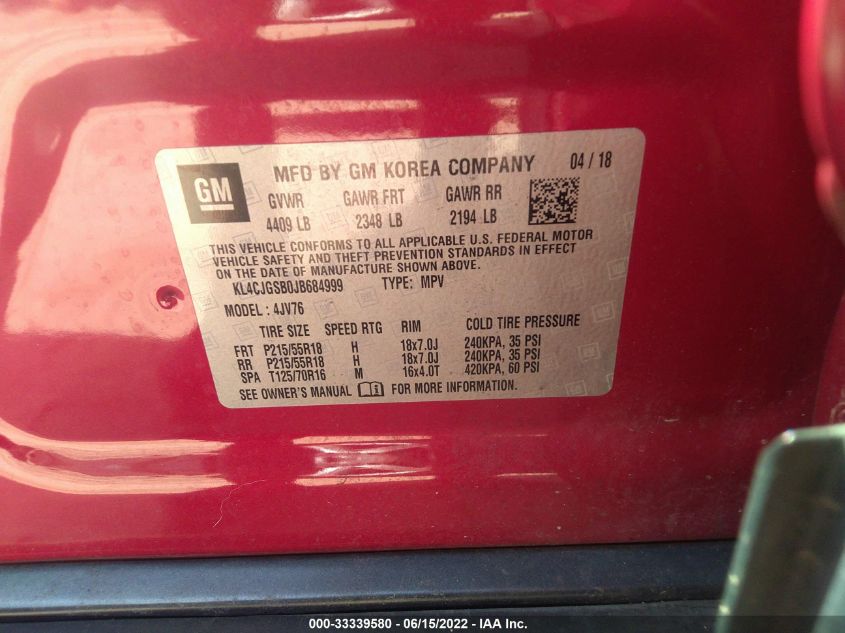 GM
MFD BY GM KOREA COMPANY 04 / 18
GVWR GAWR FRT GAWR RR
4409 LB 2348 LB 2194 LB
THIS VEHICLE CONFORMS TO ALL APPLICABLE U.S. FEDERAL MOTOR
VEHICLE SAFETY AND THEFT PREVENTION STANDARDS IN EFFECT
ON THE DATE OF MANUFACTURE SHOWN ABOVE.
KL4CJGSB0JB684999 TYPE: MPV
MODEL : 4JV76
TIRE SIZE SPEED RTG RIM COLD TIRE PRESSURE
FRT P215/55R18 H 18x7.0J 240KPA, 35 PSI
RR P215/55R18 H 18x7.0J 240KPA, 35 PSI
SPA T125/70R16 M 16x4.0T 420KPA, 60 PSI
SEE OWNER'S MANUAL FOR MORE INFORMATION.
000-33339580 - 06/15/2022 - IAA Inc.